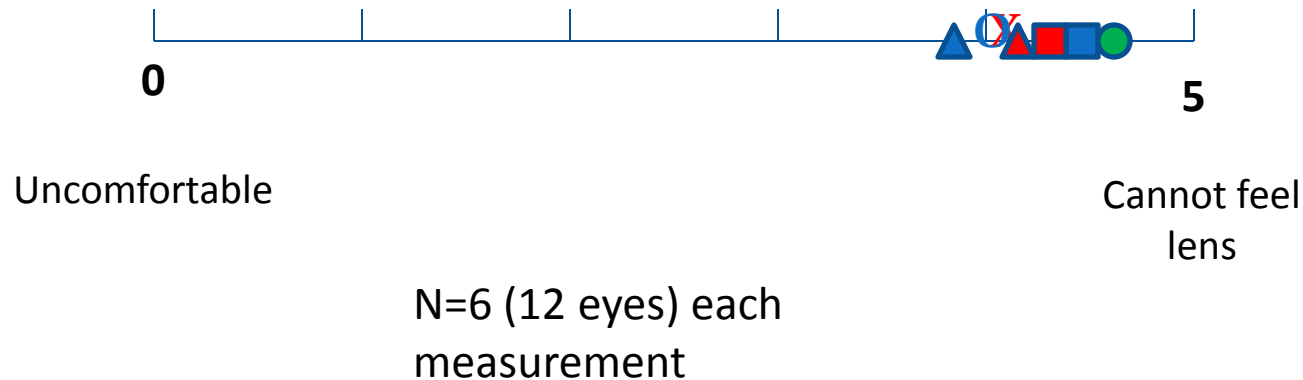 O X
0
5
Uncomfortable
Cannot feel
lens
N=6 (12 eyes) each
measurement